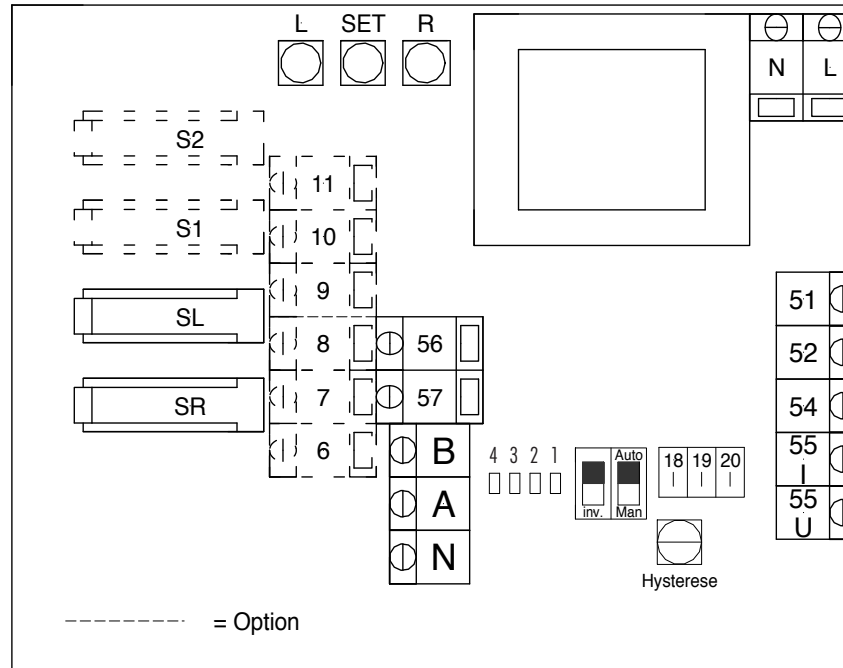 L SET R
N L
S2
11
S1
10
9
51
SL
8 56
52
SR
7 57
54
6
B
4 3 2 1
Auto
18 19 20
55
I
A
inv. Man
55
U
N
Hysterese
= Option